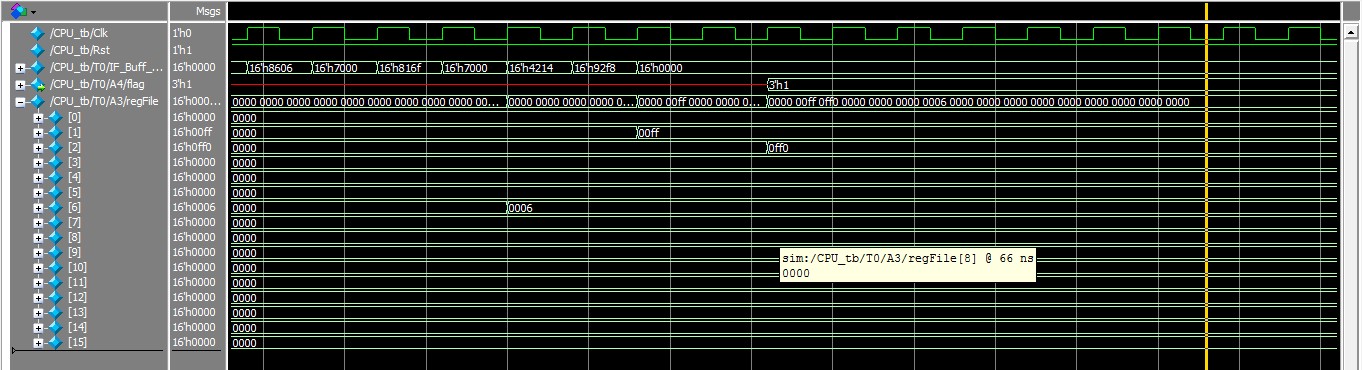 Msgs
/CPU_tb/Clk 1'h0
/CPU_tb/Rst 1'h1
/CPU_tb/T0/IF_Buff_... 16'h0000 16'h8606 16'h7000 16'h816f 16'h7000 16'h4214 16'h92f8 16'h0000
/CPU_tb/T0/A4/flag 3'h1 3'h1
/CPU_tb/T0/A3/regFile 16'h000... 0000 0000 0000 0000 0000 0000 0000 0000 00... 0000 0000 0000 0000 0... 0000 00ff 0000 0000 0... 0000 00ff 0ff0 0000 0000 0000 0006 0000 0000 0000 0000 0000 0000 0000 0000 0000
[0] 16'h0000 0000
[1] 16'h00ff 0000 00ff
[2] 16'h0ff0 0000 0ff0
[3] 16'h0000 0000
[4] 16'h0000 0000
[5] 16'h0000 0000
[6] 16'h0006 0000 0006
[7] 16'h0000 0000
[8] 16'h0000 0000
[9] 16'h0000 0000
sim:/CPU_tb/T0/A3/regFile[8] @ 66 ns
[10] 16'h0000 0000
0000
[11] 16'h0000 0000
[12] 16'h0000 0000
[13] 16'h0000 0000
[14] 16'h0000 0000
[15] 16'h0000 0000